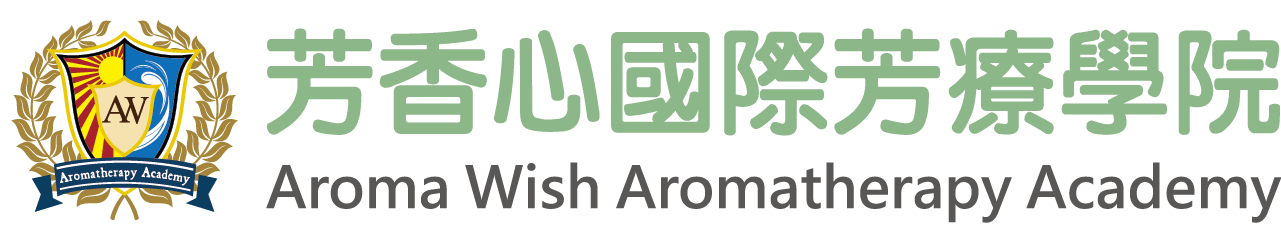 AW
Aromatherapy Academy
芳香心國際芳療學院
Aroma Wish Aromatherapy Academy